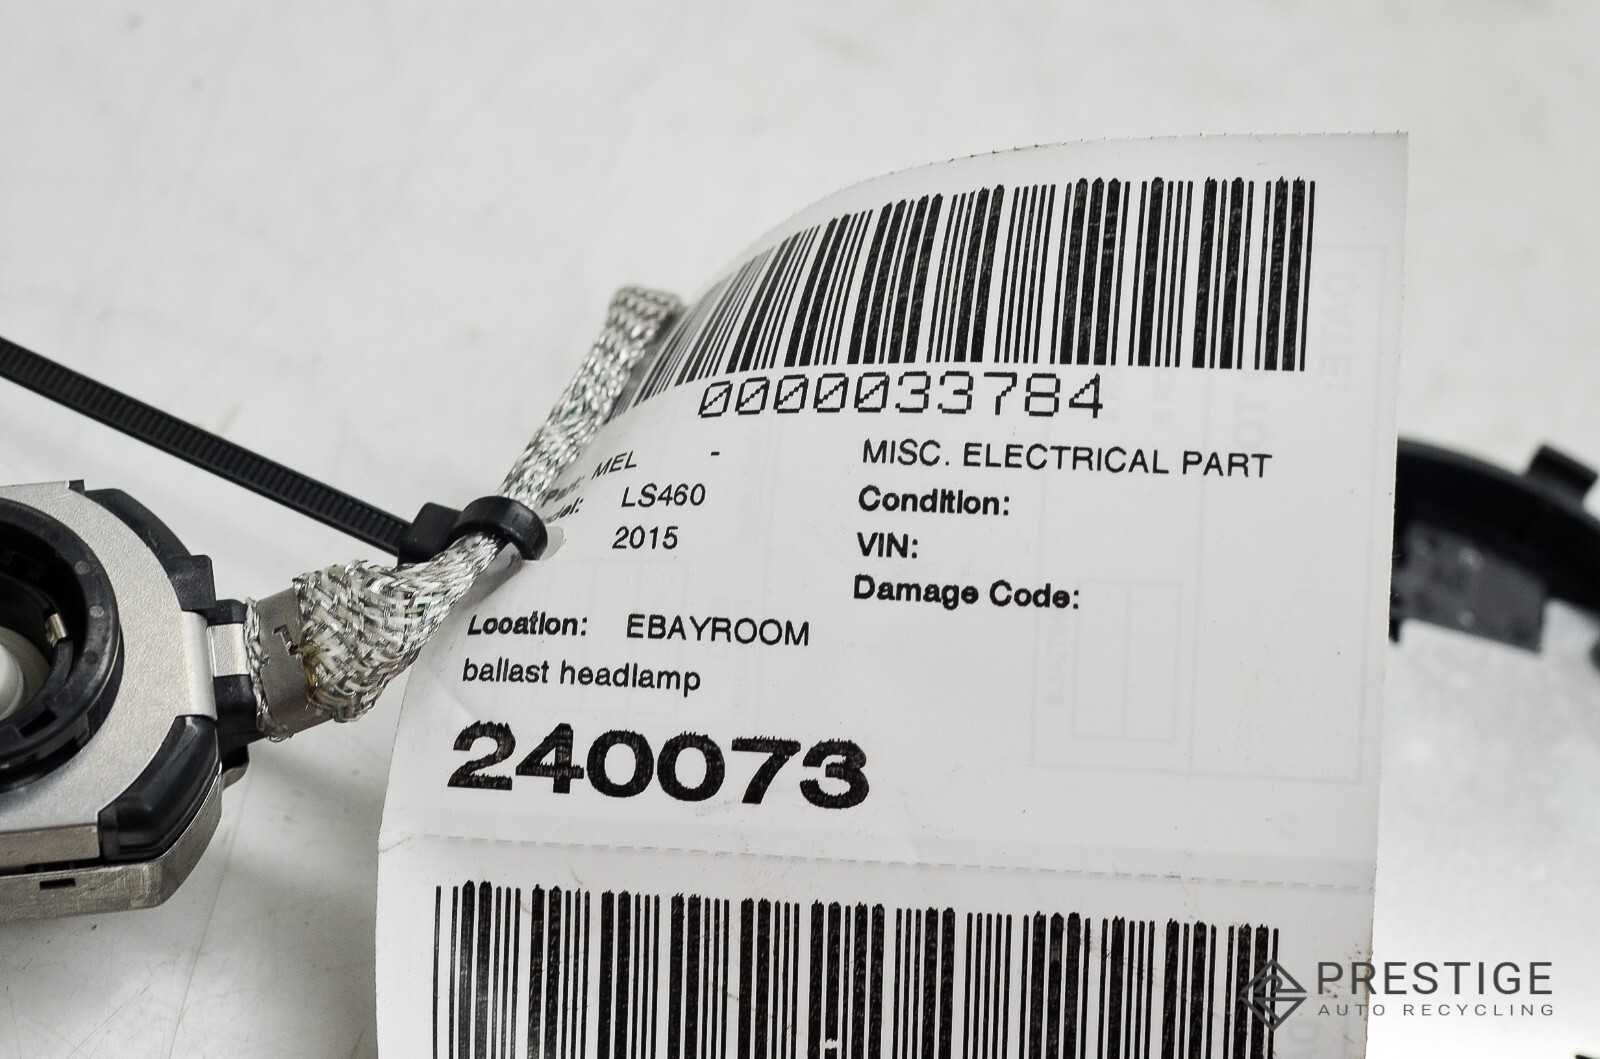 0000033784
Part: MEL - MISC. ELECTRICAL PART
LS460 Condition:
2015 VIN:
Damage Code:
Location: EBAYROOM
ballast headlamp
240073
PRESTIGE
AUTO RECYCLING